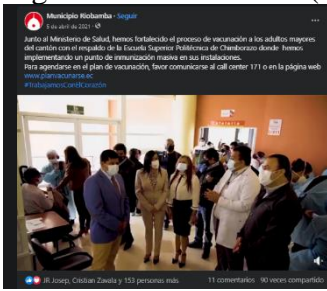 Municipio Riobamba · Seguir
5 de abril de 2021 ·
Junto al Ministerio de Salud, hemos fortalecido el proceso de vacunación a los adultos mayores
del cantón con el respaldo de la Escuela Superior Politécnica de Chimborazo donde hemos
implementando un punto de inmunización masiva en sus instalaciones.
Para agendarse en el plan de vacunación, favor comunicarse al call center 171 o en la página web
www.planvacunarse.ec
#TrabajamosConElCorazón
JR Josep, Cristian Zavala y 153 personas más
11 comentarios 90 veces compartido